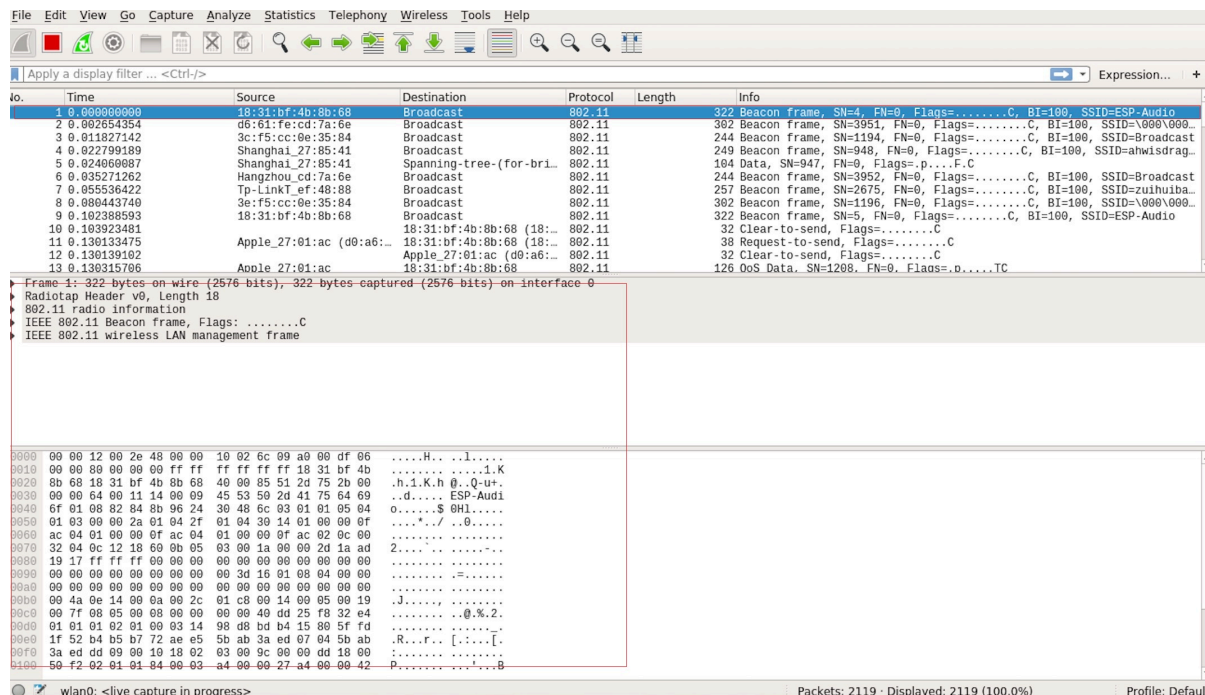 File Edit View Go Capture Analyze Statistics Telephony Wireless Tools Help
Apply a display filter ... <Ctrl-/> Expression... +
No. Time Source Destination Protocol Length Info
1 0.000000000 18:31:bf:4b:8b:68 Broadcast 802.11 322 Beacon frame, SN=4, FN=0, Flags=........C, BI=100, SSID=ESP-Audio
2 0.002654354 d6:61:fe:cd:7a:6e Broadcast 802.11 302 Beacon frame, SN=3951, FN=0, Flags=........C, BI=100, SSID=\000\000…
3 0.011827142 3c:f5:cc:0e:35:84 Broadcast 802.11 244 Beacon frame, SN=1194, FN=0, Flags=........C, BI=100, SSID=Broadcast
4 0.022799189 Shanghai_27:85:41 Broadcast 802.11 249 Beacon frame, SN=948, FN=0, Flags=........C, BI=100, SSID=ahwisdrag…
5 0.024060087 Shanghai_27:85:41 Spanning-tree-(for-bri… 802.11 104 Data, SN=947, FN=0, Flags=.p....F.C
6 0.035271262 Hangzhou_cd:7a:6e Broadcast 802.11 244 Beacon frame, SN=3952, FN=0, Flags=........C, BI=100, SSID=Broadcast
7 0.055536422 Tp-LinkT_ef:48:88 Broadcast 802.11 257 Beacon frame, SN=2675, FN=0, Flags=........C, BI=100, SSID=zuihuiba…
8 0.080443740 3e:f5:cc:0e:35:84 Broadcast 802.11 302 Beacon frame, SN=1196, FN=0, Flags=........C, BI=100, SSID=\000\000…
9 0.102388593 18:31:bf:4b:8b:68 Broadcast 802.11 322 Beacon frame, SN=5, FN=0, Flags=........C, BI=100, SSID=ESP-Audio
10 0.103923481 18:31:bf:4b:8b:68 (18:… 802.11 32 Clear-to-send, Flags=........C
11 0.130133475 Apple_27:01:ac (d0:a6:… 18:31:bf:4b:8b:68 (18:… 802.11 38 Request-to-send, Flags=........C
12 0.130139102 Apple_27:01:ac (d0:a6:… 802.11 32 Clear-to-send, Flags=........C
13 0.130315706 Apple_27:01:ac 18:31:bf:4b:8b:68 802.11 126 QoS Data, SN=1208, FN=0, Flags=.p.....TC
Frame 1: 322 bytes on wire (2576 bits), 322 bytes captured (2576 bits) on interface 0
Radiotap Header v0, Length 18
802.11 radio information
IEEE 802.11 Beacon frame, Flags: ........C
IEEE 802.11 wireless LAN management frame
0000 00 00 12 00 2e 48 00 00 10 02 6c 09 a0 00 df 06 .....H.. ..l.....
0010 00 00 80 00 00 00 ff ff ff ff ff ff 18 31 bf 4b ........ .....1.K
0020 8b 68 18 31 bf 4b 8b 68 40 00 85 51 2d 75 2b 00 .h.1.K.h @..Q-u+.
0030 00 00 64 00 11 14 00 09 45 53 50 2d 41 75 64 69 ..d..... ESP-Audi
0040 6f 01 08 82 84 8b 96 24 30 48 6c 03 01 01 05 04 o......$ 0Hl.....
0050 01 03 00 00 2a 01 04 2f 01 04 30 14 01 00 00 0f ....*../ ..0.....
0060 ac 04 01 00 00 0f ac 04 01 00 00 0f ac 02 0c 00 ........ ........
0070 32 04 0c 12 18 60 0b 05 03 00 1a 00 00 2d 1a ad 2....`.. .....-..
0080 19 17 ff ff ff 00 00 00 00 00 00 00 00 00 00 00 ........ ........
0090 00 00 00 00 00 00 00 00 00 3d 16 01 08 04 00 00 ........ .=......
00a0 00 00 00 00 00 00 00 00 00 00 00 00 00 00 00 00 ........ ........
00b0 00 4a 0e 14 00 0a 00 2c 01 c8 00 14 00 05 00 19 .J....., ........
00c0 00 7f 08 05 00 08 00 00 00 00 40 dd 25 f8 32 e4 ........ ..@.%.2.
00d0 01 01 01 02 01 00 03 14 98 d8 bd b4 15 80 5f fd ........ ......_.
00e0 1f 52 b4 b5 b7 72 ae e5 5b ab 3a ed 07 04 5b ab .R...r.. [.:...[.
00f0 3a ed dd 09 00 10 18 02 03 00 9c 00 00 dd 18 00 :....... ........
0100 50 f2 02 01 01 84 00 03 a4 00 00 27 a4 00 00 42 P....... ...'...B
wlan0: <live capture in progress> Packets: 2119 · Displayed: 2119 (100.0%) Profile: Defaul